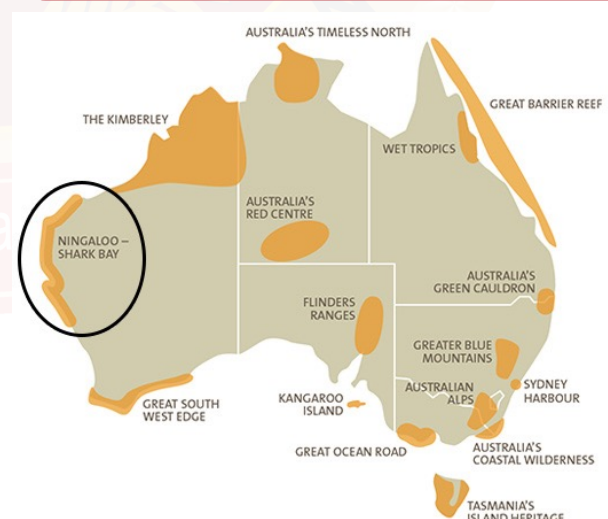 AUSTRALIA'S TIMELESS NORTH
GREAT BARRIER REEF
THE KIMBERLEY
WET TROPICS
AUSTRALIA'S
RED CENTRE
NINGALOO –
SHARK BAY
AUSTRALIA'S
GREEN CAULDRON
FLINDERS
RANGES
GREATER BLUE
MOUNTAINS
SYDNEY
HARBOUR
AUSTRALIAN
ALPS
KANGAROO
ISLAND
GREAT SOUTH
WEST EDGE
GREAT OCEAN ROAD
AUSTRALIA'S
COASTAL WILDERNESS
TASMANIA'S
ISLAND HERITAGE